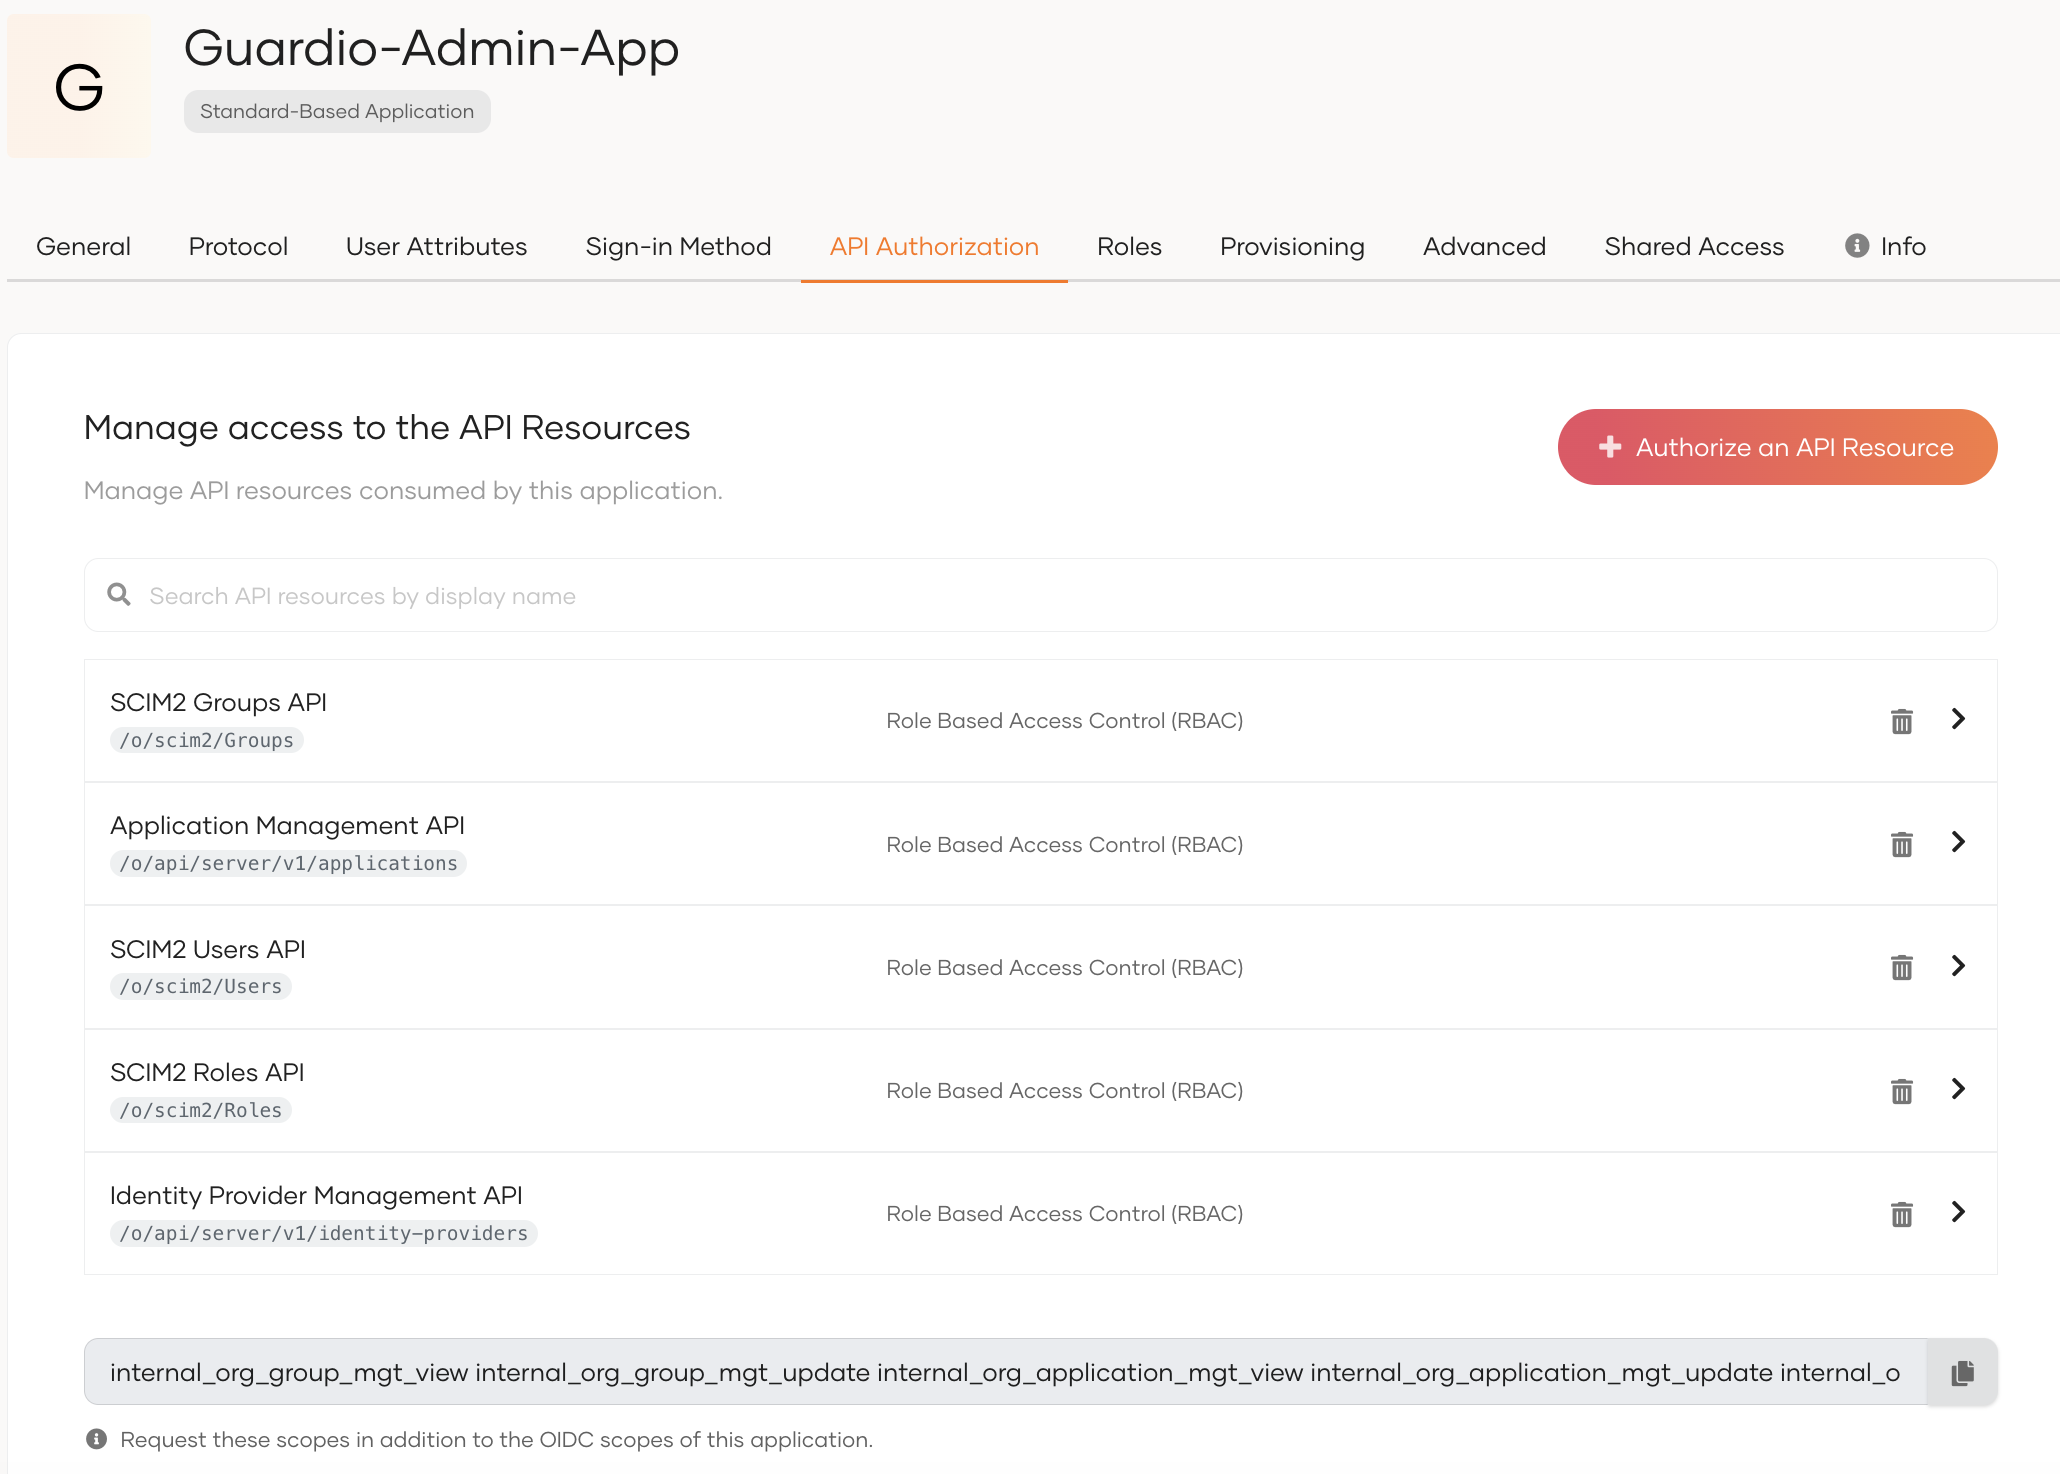 G
Guardio-Admin-App
Standard-Based Application
General Protocol User Attributes Sign-in Method API Authorization Roles Provisioning Advanced Shared Access Info
Manage access to the API Resources
Authorize an API Resource
Manage API resources consumed by this application.
Search API resources by display name
SCIM2 Groups API
/o/scim2/Groups
Role Based Access Control (RBAC)
Application Management API
/o/api/server/v1/applications
Role Based Access Control (RBAC)
SCIM2 Users API
/o/scim2/Users
Role Based Access Control (RBAC)
SCIM2 Roles API
/o/scim2/Roles
Role Based Access Control (RBAC)
Identity Provider Management API
/o/api/server/v1/identity-providers
Role Based Access Control (RBAC)
internal_org_group_mgt_view internal_org_group_mgt_update internal_org_application_mgt_view internal_org_application_mgt_update internal_o
Request these scopes in addition to the OIDC scopes of this application.